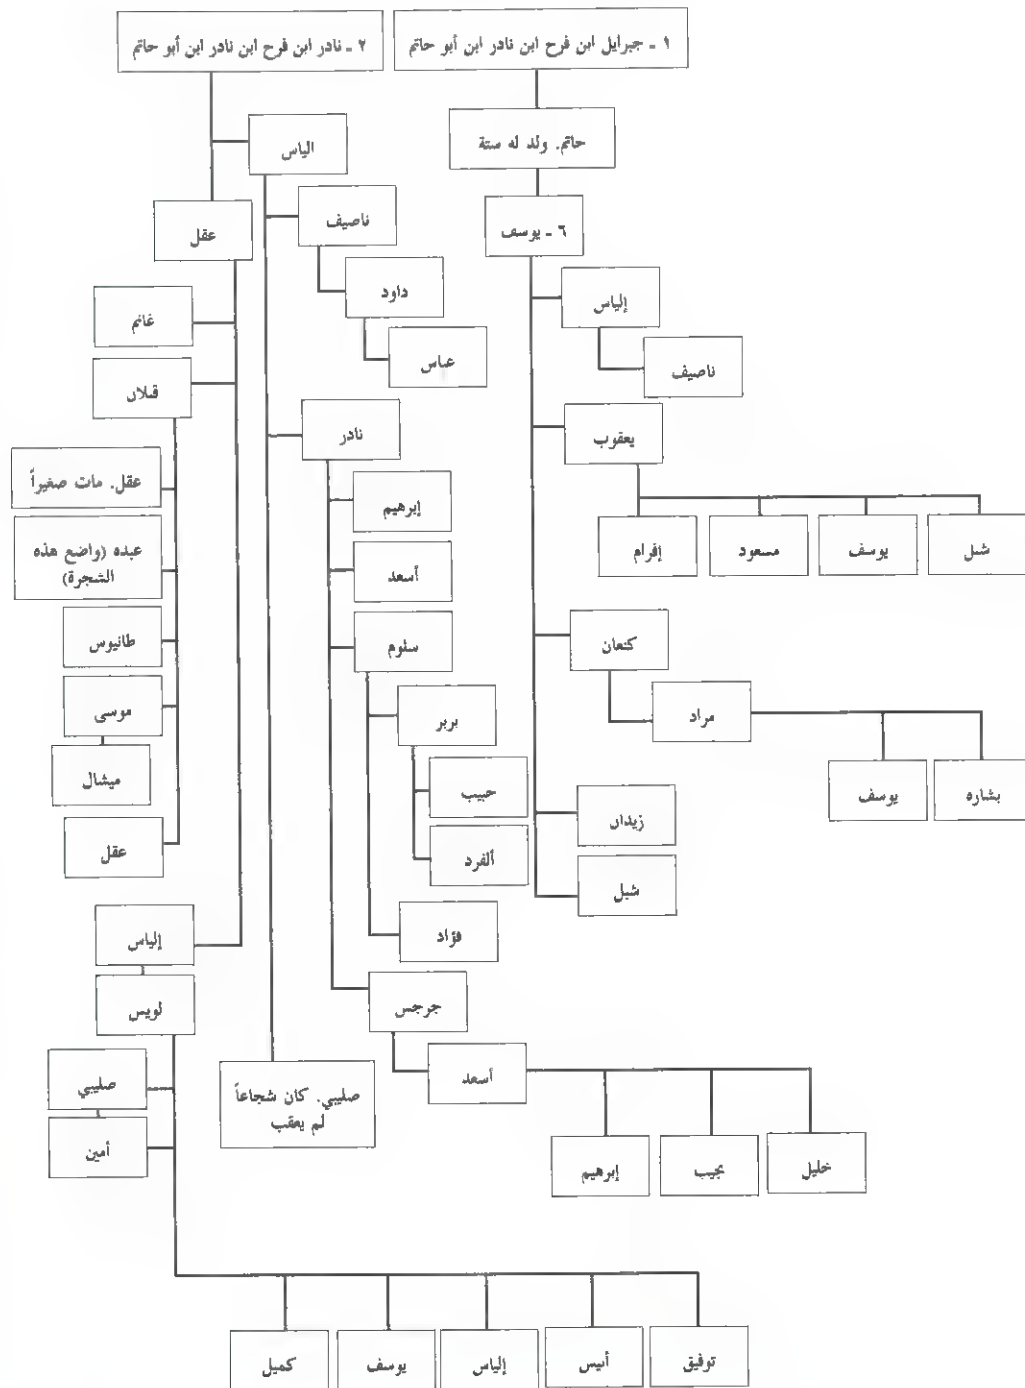 ١ ـ جبرايل ابن فرح ابن نادر ابن أبو حاتم
حاتم. ولد له ستة
٦ ـ يوسف
إلياس
ناصيف
يعقوب
شبل
يوسف
مسعود
إفرام
كنعان
مراد
بشاره
يوسف
زيدان
شبل
٢ ـ نادر ابن فرح ابن نادر ابن أبو حاتم
الياس
ناصيف
داود
عباس
نادر
إبرهيم
أسعد
سلوم
بربر
حبيب
ألفرد
فؤاد
جرجس
أسعد
خليل
نجيب
إبرهيم
صليبي. كان شجاعاً
لم يعقب
عقل
غانم
قبلان
عقل. مات صغيراً
عبده (واضع هذه
الشجرة)
طانيوس
موسى
ميشال
عقل
إلياس
لويس
صليبي
أمين
توفيق
أنيس
إلياس
يوسف
كميل